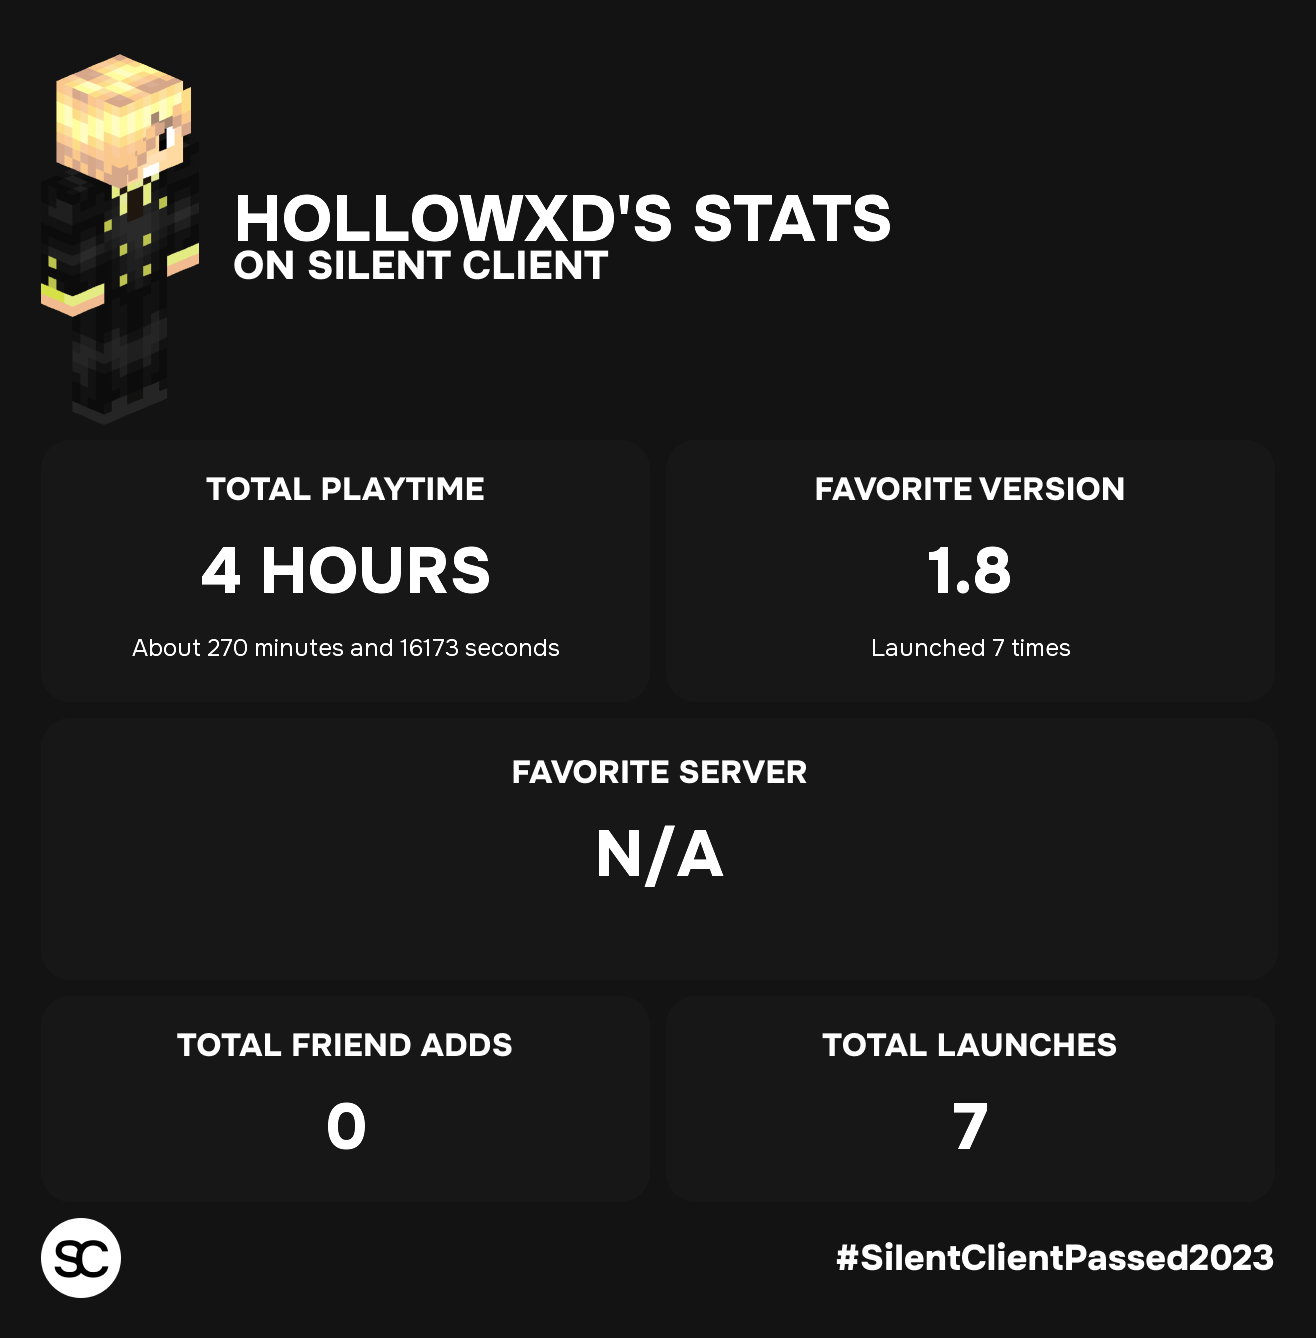 HOLLOWXD'S STATS
ON SILENT CLIENT
TOTAL PLAYTIME
4 HOURS
About 270 minutes and 16173 seconds
FAVORITE VERSION
1.8
Launched 7 times
FAVORITE SERVER
N/A
TOTAL FRIEND ADDS
0
TOTAL LAUNCHES
7
SC
#SilentClientPassed2023